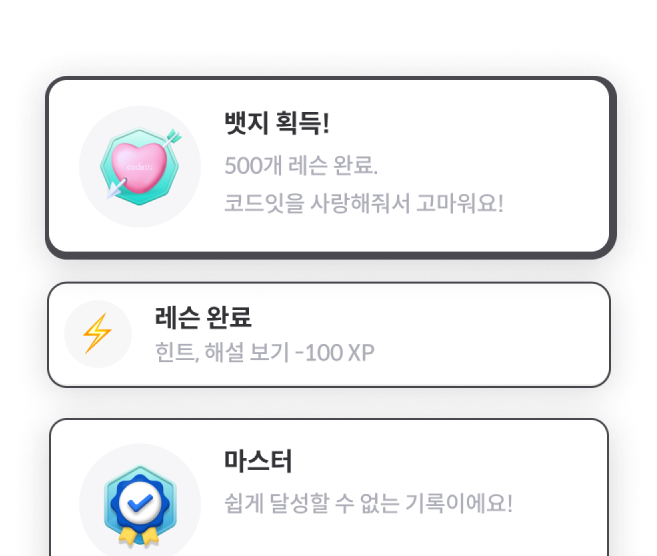 뱃지 획득!
500개 레슨 완료.
코드잇을 사랑해줘서 고마워요!
레슨 완료
힌트, 해설 보기 -100 XP
마스터
쉽게 달성할 수 없는 기록이에요!